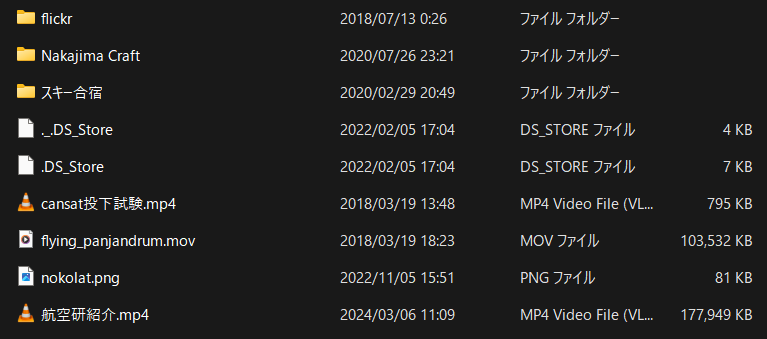 flickr 2018/07/13 0:26 ファイル フォルダー
Nakajima Craft 2020/07/26 23:21 ファイル フォルダー
スキー合宿 2020/02/29 20:49 ファイル フォルダー
._.DS_Store 2022/02/05 17:04 DS_STORE ファイル 4 KB
.DS_Store 2022/02/05 17:04 DS_STORE ファイル 7 KB
cansat投下試験.mp4 2018/03/19 13:48 MP4 Video File (VL... 795 KB
flying_panjandrum.mov 2018/03/19 18:23 MOV ファイル 103,532 KB
nokolat.png 2022/11/05 15:51 PNG ファイル 81 KB
航空研紹介.mp4 2024/03/06 11:09 MP4 Video File (VL... 177,949 KB